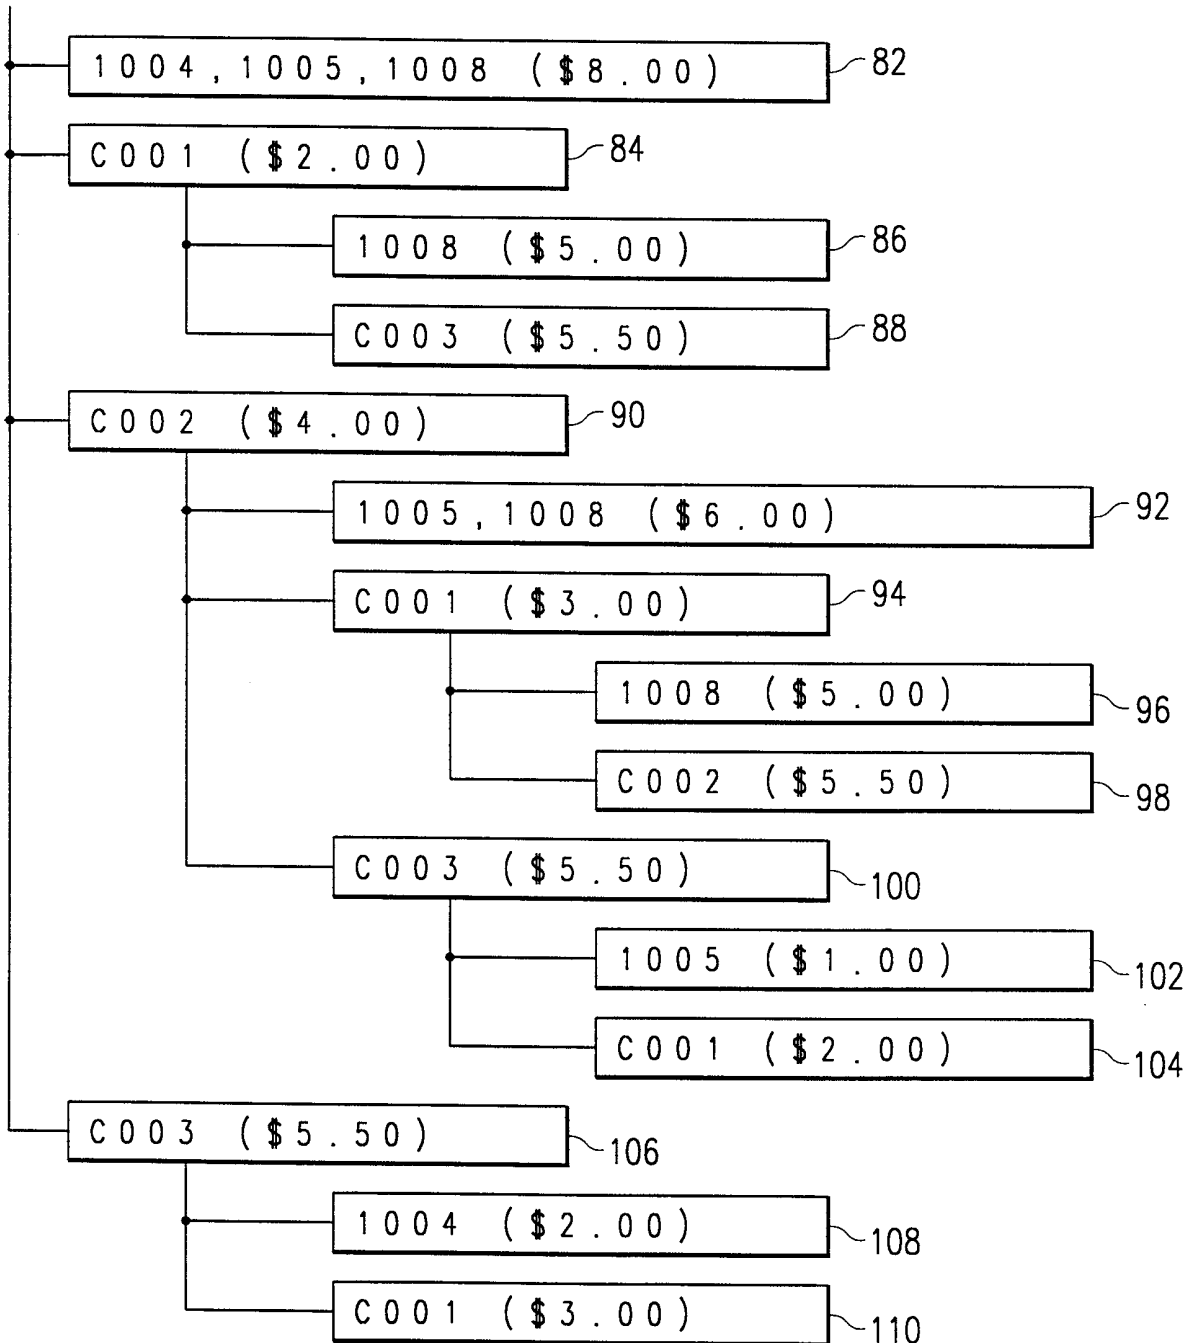 1004,1005,1008 ($8.00) 82
C001 ($2.00) 84
1008 ($5.00) 86
C003 ($5.50) 88
C002 ($4.00) 90
1005,1008 ($6.00) 92
C001 ($3.00) 94
1008 ($5.00) 96
C002 ($5.50) 98
C003 ($5.50) 100
1005 ($1.00) 102
C001 ($2.00) 104
C003 ($5.50) 106
1004 ($2.00) 108
C001 ($3.00) 110